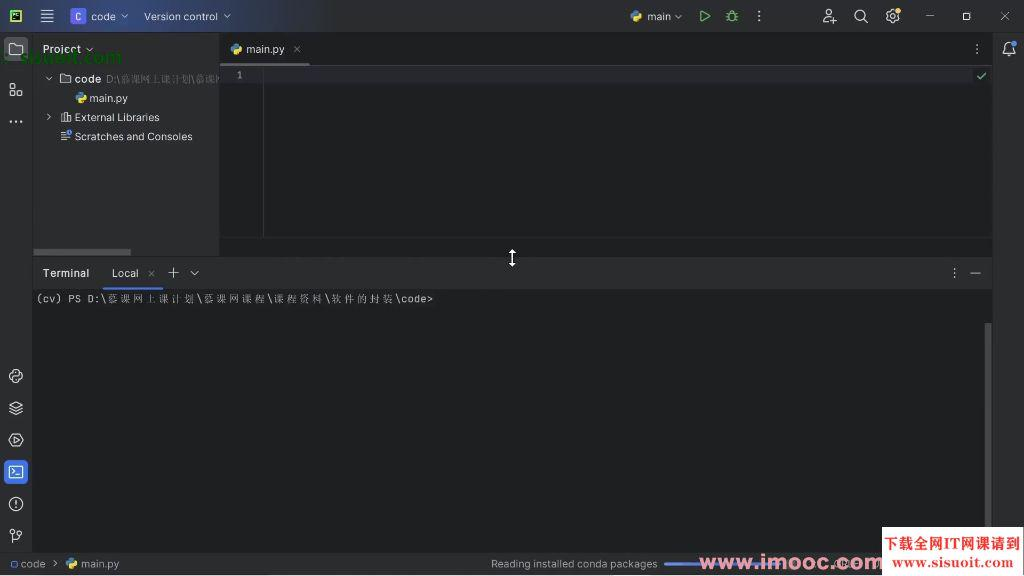 C code Version control main
Project
sisuoit.com
main.py
code D:\慕课网上课计划\慕课
main.py
External Libraries
Scratches and Consoles
1
Terminal Local
(cv) PS D:\慕课网上课计划\慕课网课程\课程资料\软件的封装\code>
code > main.py
Reading installed conda packages
www.imooc.com
下载全网IT网课请到
www.sisuoit.com